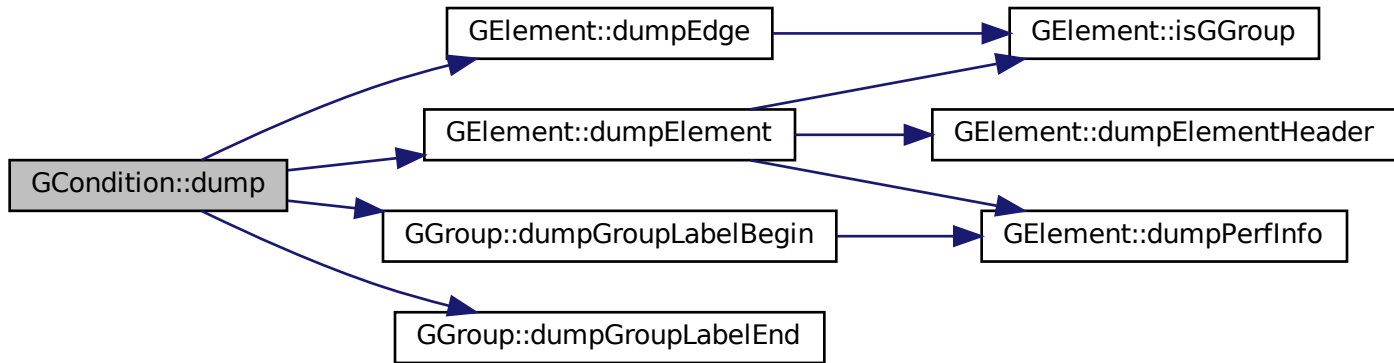 GElement::dumpEdge
GElement::isGGroup
GElement::dumpElement
GElement::dumpElementHeader
GCondition::dump
GGroup::dumpGroupLabelBegin
GElement::dumpPerfInfo
GGroup::dumpGroupLabelEnd